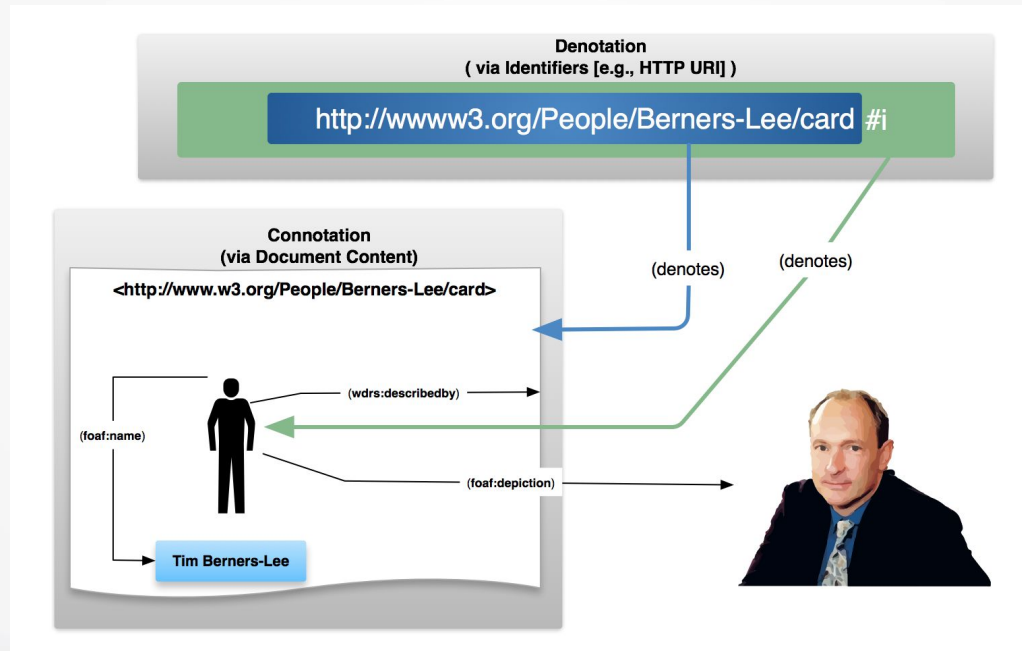 Denotation
( via Identifiers [e.g., HTTP URI] )
http://wwww3.org/People/Berners-Lee/card #i
Connotation
(via Document Content)
<http://www.w3.org/People/Berners-Lee/card>
(denotes)
(denotes)
(wdrs:describedby)
(foaf:name)
(foaf:depiction)
Tim Berners-Lee